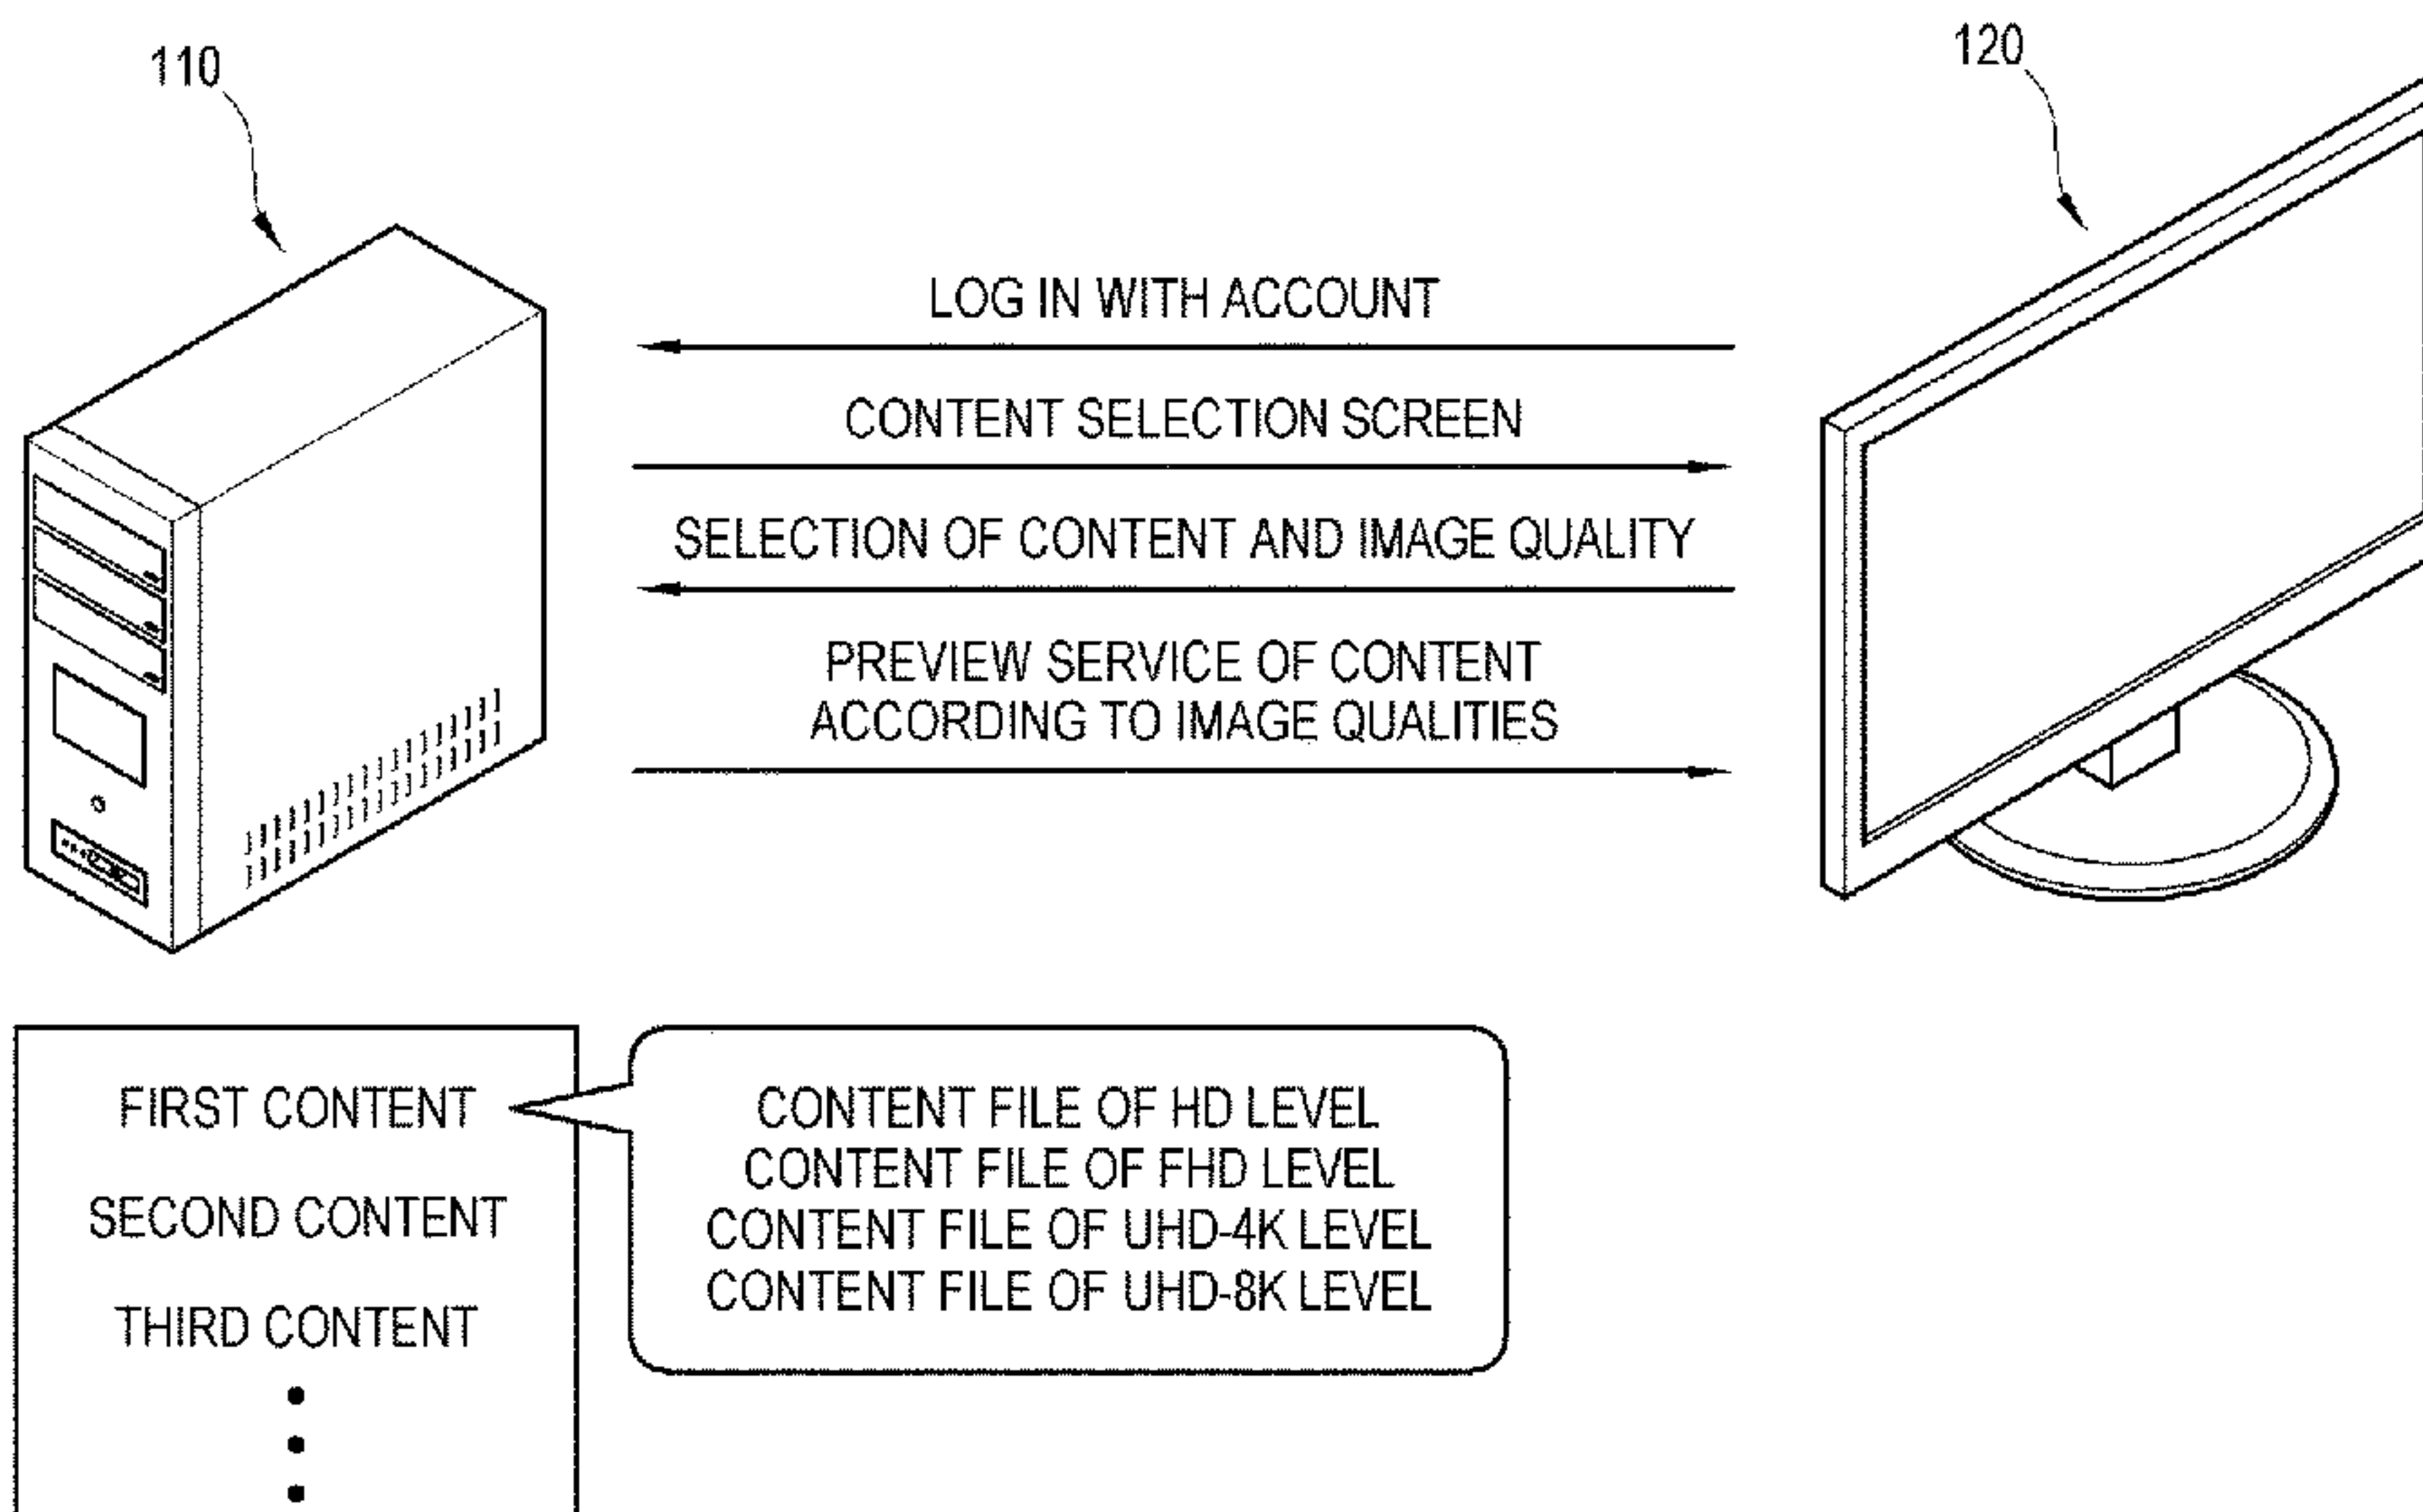 110
120
LOG IN WITH ACCOUNT
CONTENT SELECTION SCREEN
SELECTION OF CONTENT AND IMAGE QUALITY
PREVIEW SERVICE OF CONTENT
ACCORDING TO IMAGE QUALITIES
FIRST CONTENT
SECOND CONTENT
THIRD CONTENT
CONTENT FILE OF HD LEVEL
CONTENT FILE OF FHD LEVEL
CONTENT FILE OF UHD-4K LEVEL
CONTENT FILE OF UHD-8K LEVEL